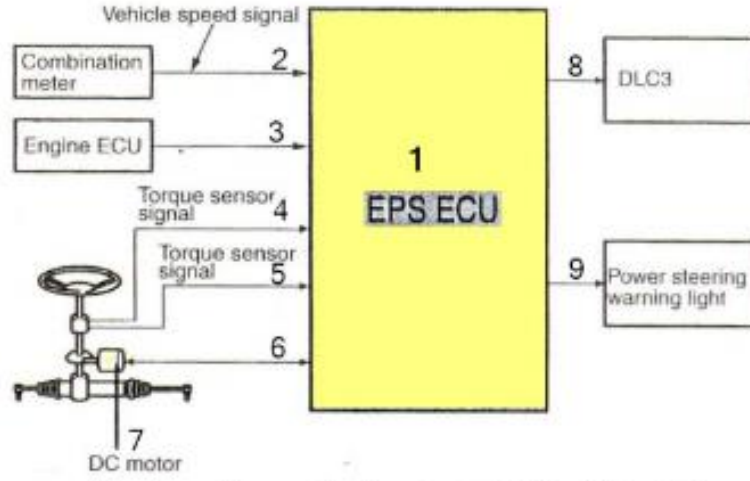 Vehicle speed signal
Combination
meter
2
Engine ECU
3
1
EPS ECU
Torque sensor
signal
4
Torque sensor
signal
5
6
7
DC motor
8
DLC3
9
Power steering
warning light